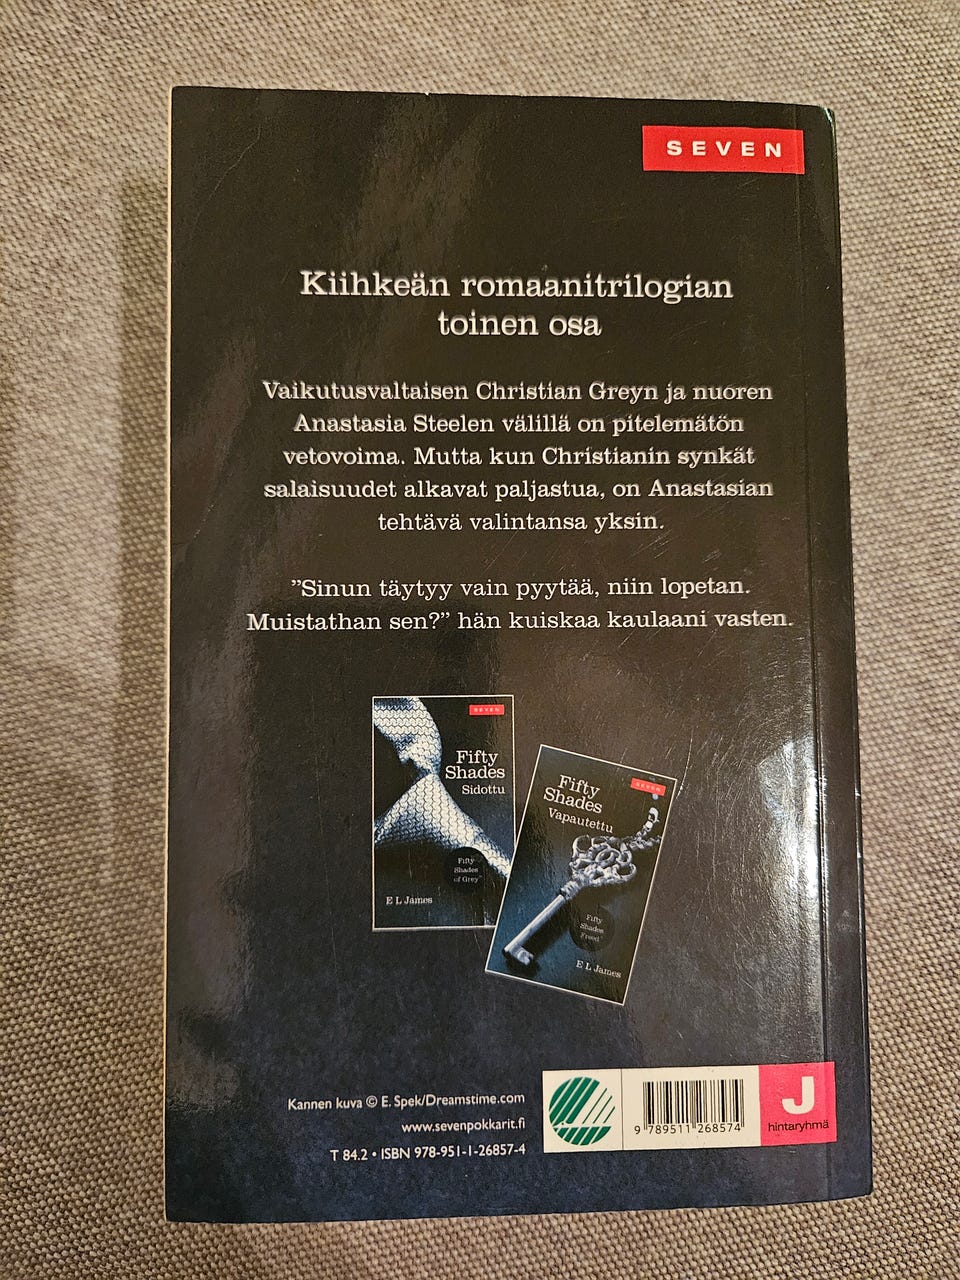 SEVEN
Kiihkeän romaanitrilogian
toinen osa
Vaikutusvaltaisen Christian Greyn ja nuoren
Anastasia Steelen välillä on pitelemätön
vetovoima. Mutta kun Christianin synkät
salaisuudet alkavat paljastua, on Anastasian
tehtävä valintansa yksin.
”Sinun täytyy vain pyytää, niin lopetan.
Muistathan sen?” hän kuiskaa kaulaani vasten.
SEVEN
Fifty
Shades
Sidottu
Fifty
Shades
of Grey
E L James
SEVEN
Fifty
Shades
Vapautettu
Fifty
Shades
Freed
E L James
Kannen kuva © E. Spek/Dreamstime.com
www.sevenpokkarit.fi
T 84.2 • ISBN 978-951-1-26857-4
9 789511 268574
J
hintaryhmä